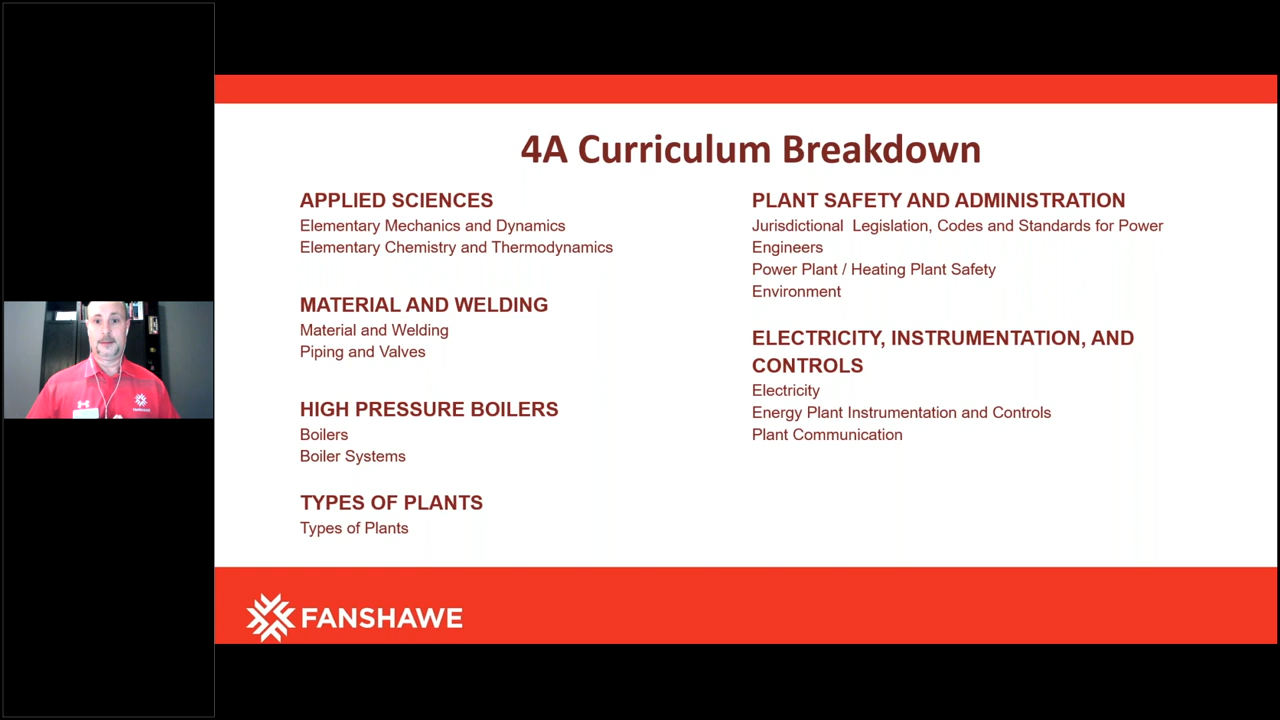 4A Curriculum Breakdown
APPLIED SCIENCES
Elementary Mechanics and Dynamics
Elementary Chemistry and Thermodynamics
MATERIAL AND WELDING
Material and Welding
Piping and Valves
HIGH PRESSURE BOILERS
Boilers
Boiler Systems
TYPES OF PLANTS
Types of Plants
PLANT SAFETY AND ADMINISTRATION
Jurisdictional  Legislation, Codes and Standards for Power
Engineers
Power Plant / Heating Plant Safety
Environment
ELECTRICITY, INSTRUMENTATION, AND
CONTROLS
Electricity
Energy Plant Instrumentation and Controls
Plant Communication
FANSHAWE